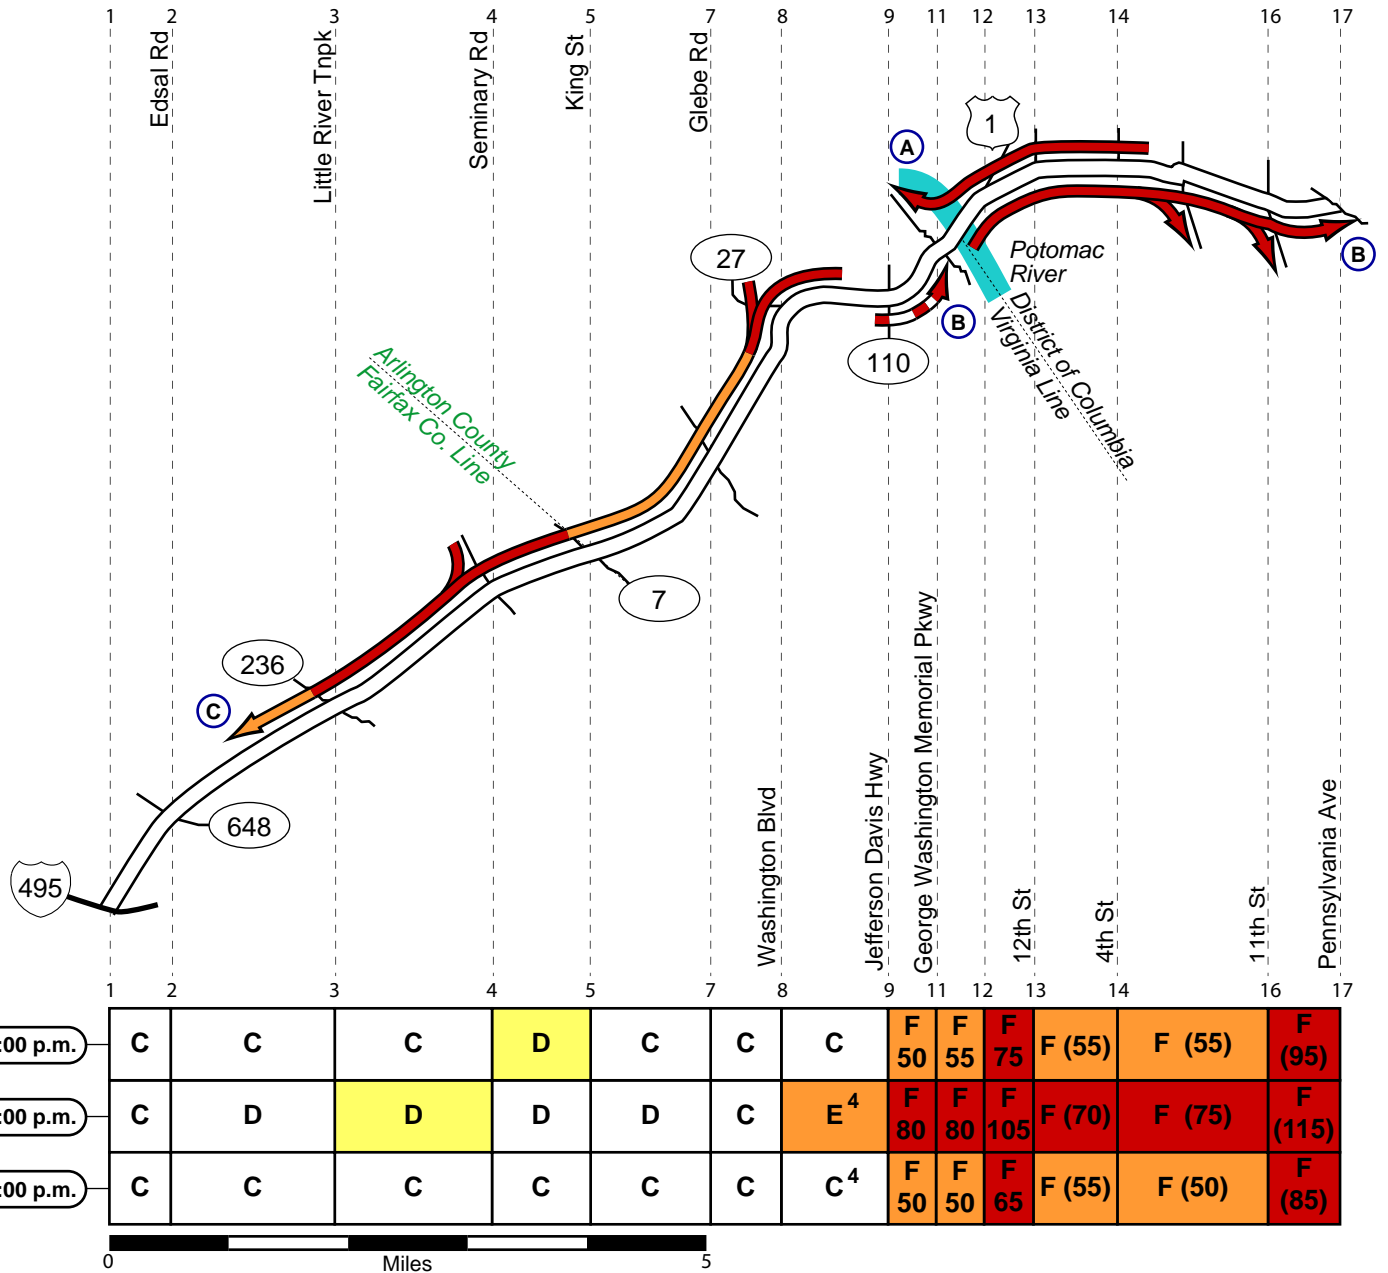 1 2 3 4 5 7 8 9 11 12 13 14 16 17
Edsal Rd
Little River Tnpk
Seminary Rd
King St
Glebe Rd
1
A
27
Potomac
River
B
B
District of Columbia
Virginia Line
110
Arlington County
Fairfax Co. Line
7
236
C
648
495
Washington Blvd
Jefferson Davis Hwy
George Washington Memorial Pkwy
12th St
4th St
11th St
Pennsylvania Ave
1 2 3 4 5 7 8 9 11 12 13 14 16 17
:00 p.m. C C C D C C C F 50 F 55 F 75 F (55) F (55) F (95)
:00 p.m. C D D D D C E 4 F 80 F 80 F 105 F (70) F (75) F (115)
:00 p.m. C C C C C C C 4 F 50 F 50 F 65 F (55) F (50) F (85)
0 Miles 5